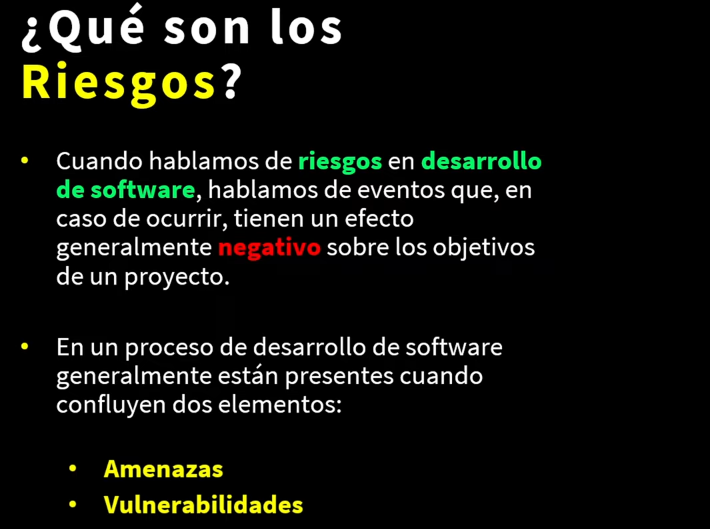 ¿Qué son los
Riesgos?
• Cuando hablamos de riesgos en desarrollo
de software, hablamos de eventos que, en
caso de ocurrir, tienen un efecto
generalmente negativo sobre los objetivos
de un proyecto.
• En un proceso de desarrollo de software
generalmente están presentes cuando
confluyen dos elementos:
• Amenazas
• Vulnerabilidades